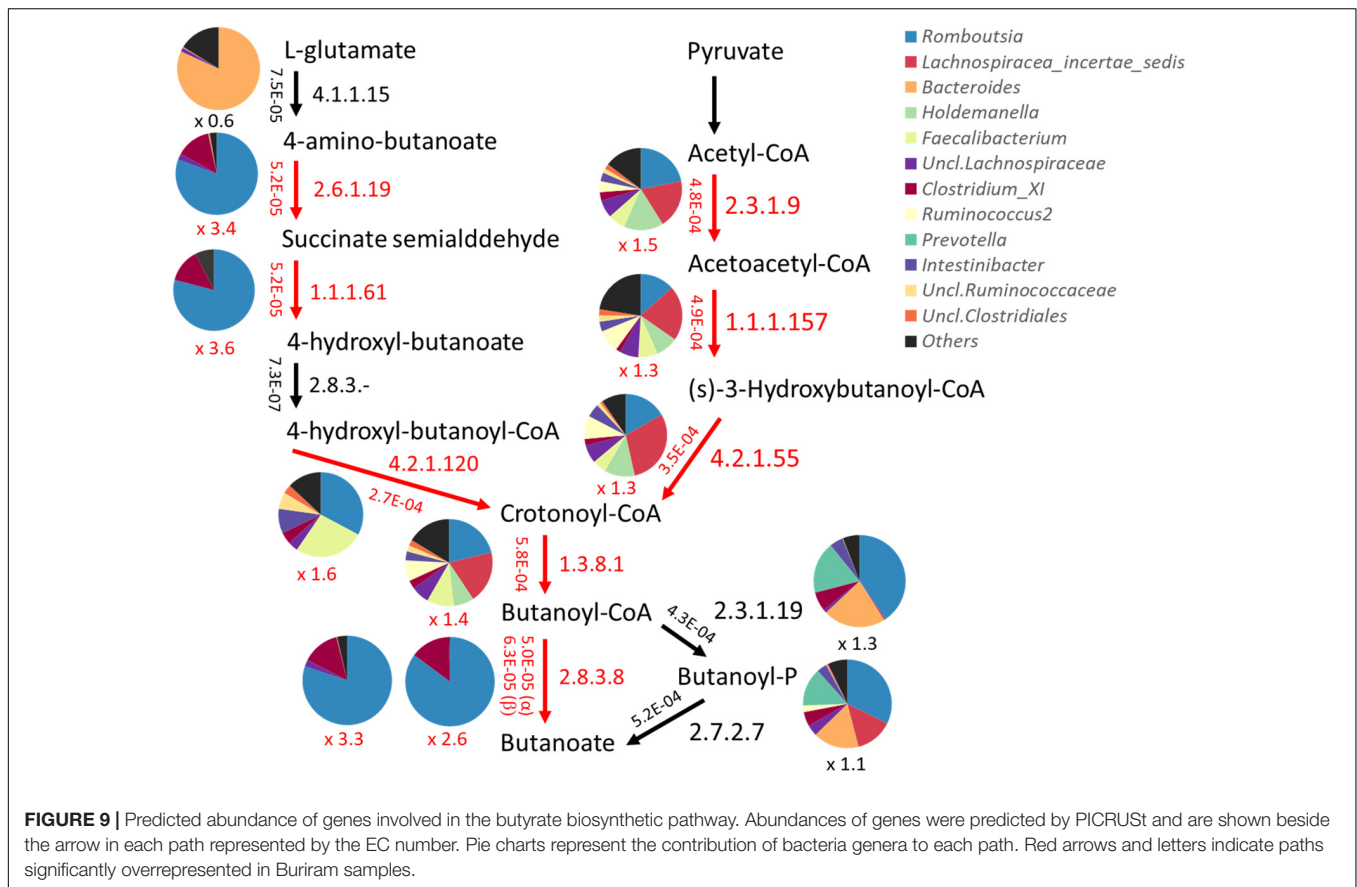 L-glutamate
7.5E-05
4.1.1.15
x 0.6
4-amino-butanoate
5.2E-05
2.6.1.19
x 3.4
Succinate semialddehyde
5.2E-05
1.1.1.61
x 3.6
4-hydroxyl-butanoate
7.3E-07
2.8.3.-
4-hydroxyl-butanoyl-CoA
4.2.1.120
2.7E-04
x 1.6
Pyruvate
Acetyl-CoA
4.8E-04
2.3.1.9
x 1.5
Acetoacetyl-CoA
4.9E-04
1.1.1.157
x 1.3
(s)-3-Hydroxybutanoyl-CoA
3.5E-04
4.2.1.55
x 1.3
Crotonoyl-CoA
5.8E-04
1.3.8.1
x 1.4
Butanoyl-CoA
4.3E-04
2.3.1.19
x 1.3
5.0E-05 (α)
6.3E-05 (β)
2.8.3.8
x 3.3
x 2.6
Butanoyl-P
5.2E-04
2.7.2.7
x 1.1
Butanoate
Romboutsia
Lachnospiracea_incertae_sedis
Bacteroides
Holdemanella
Faecalibacterium
Uncl.Lachnospiraceae
Clostridium_XI
Ruminococcus2
Prevotella
Intestinibacter
Uncl.Ruminococcaceae
Uncl.Clostridiales
Others
FIGURE 9 | Predicted abundance of genes involved in the butyrate biosynthetic pathway. Abundances of genes were predicted by PICRUSt and are shown beside
the arrow in each path represented by the EC number. Pie charts represent the contribution of bacteria genera to each path. Red arrows and letters indicate paths
significantly overrepresented in Buriram samples.